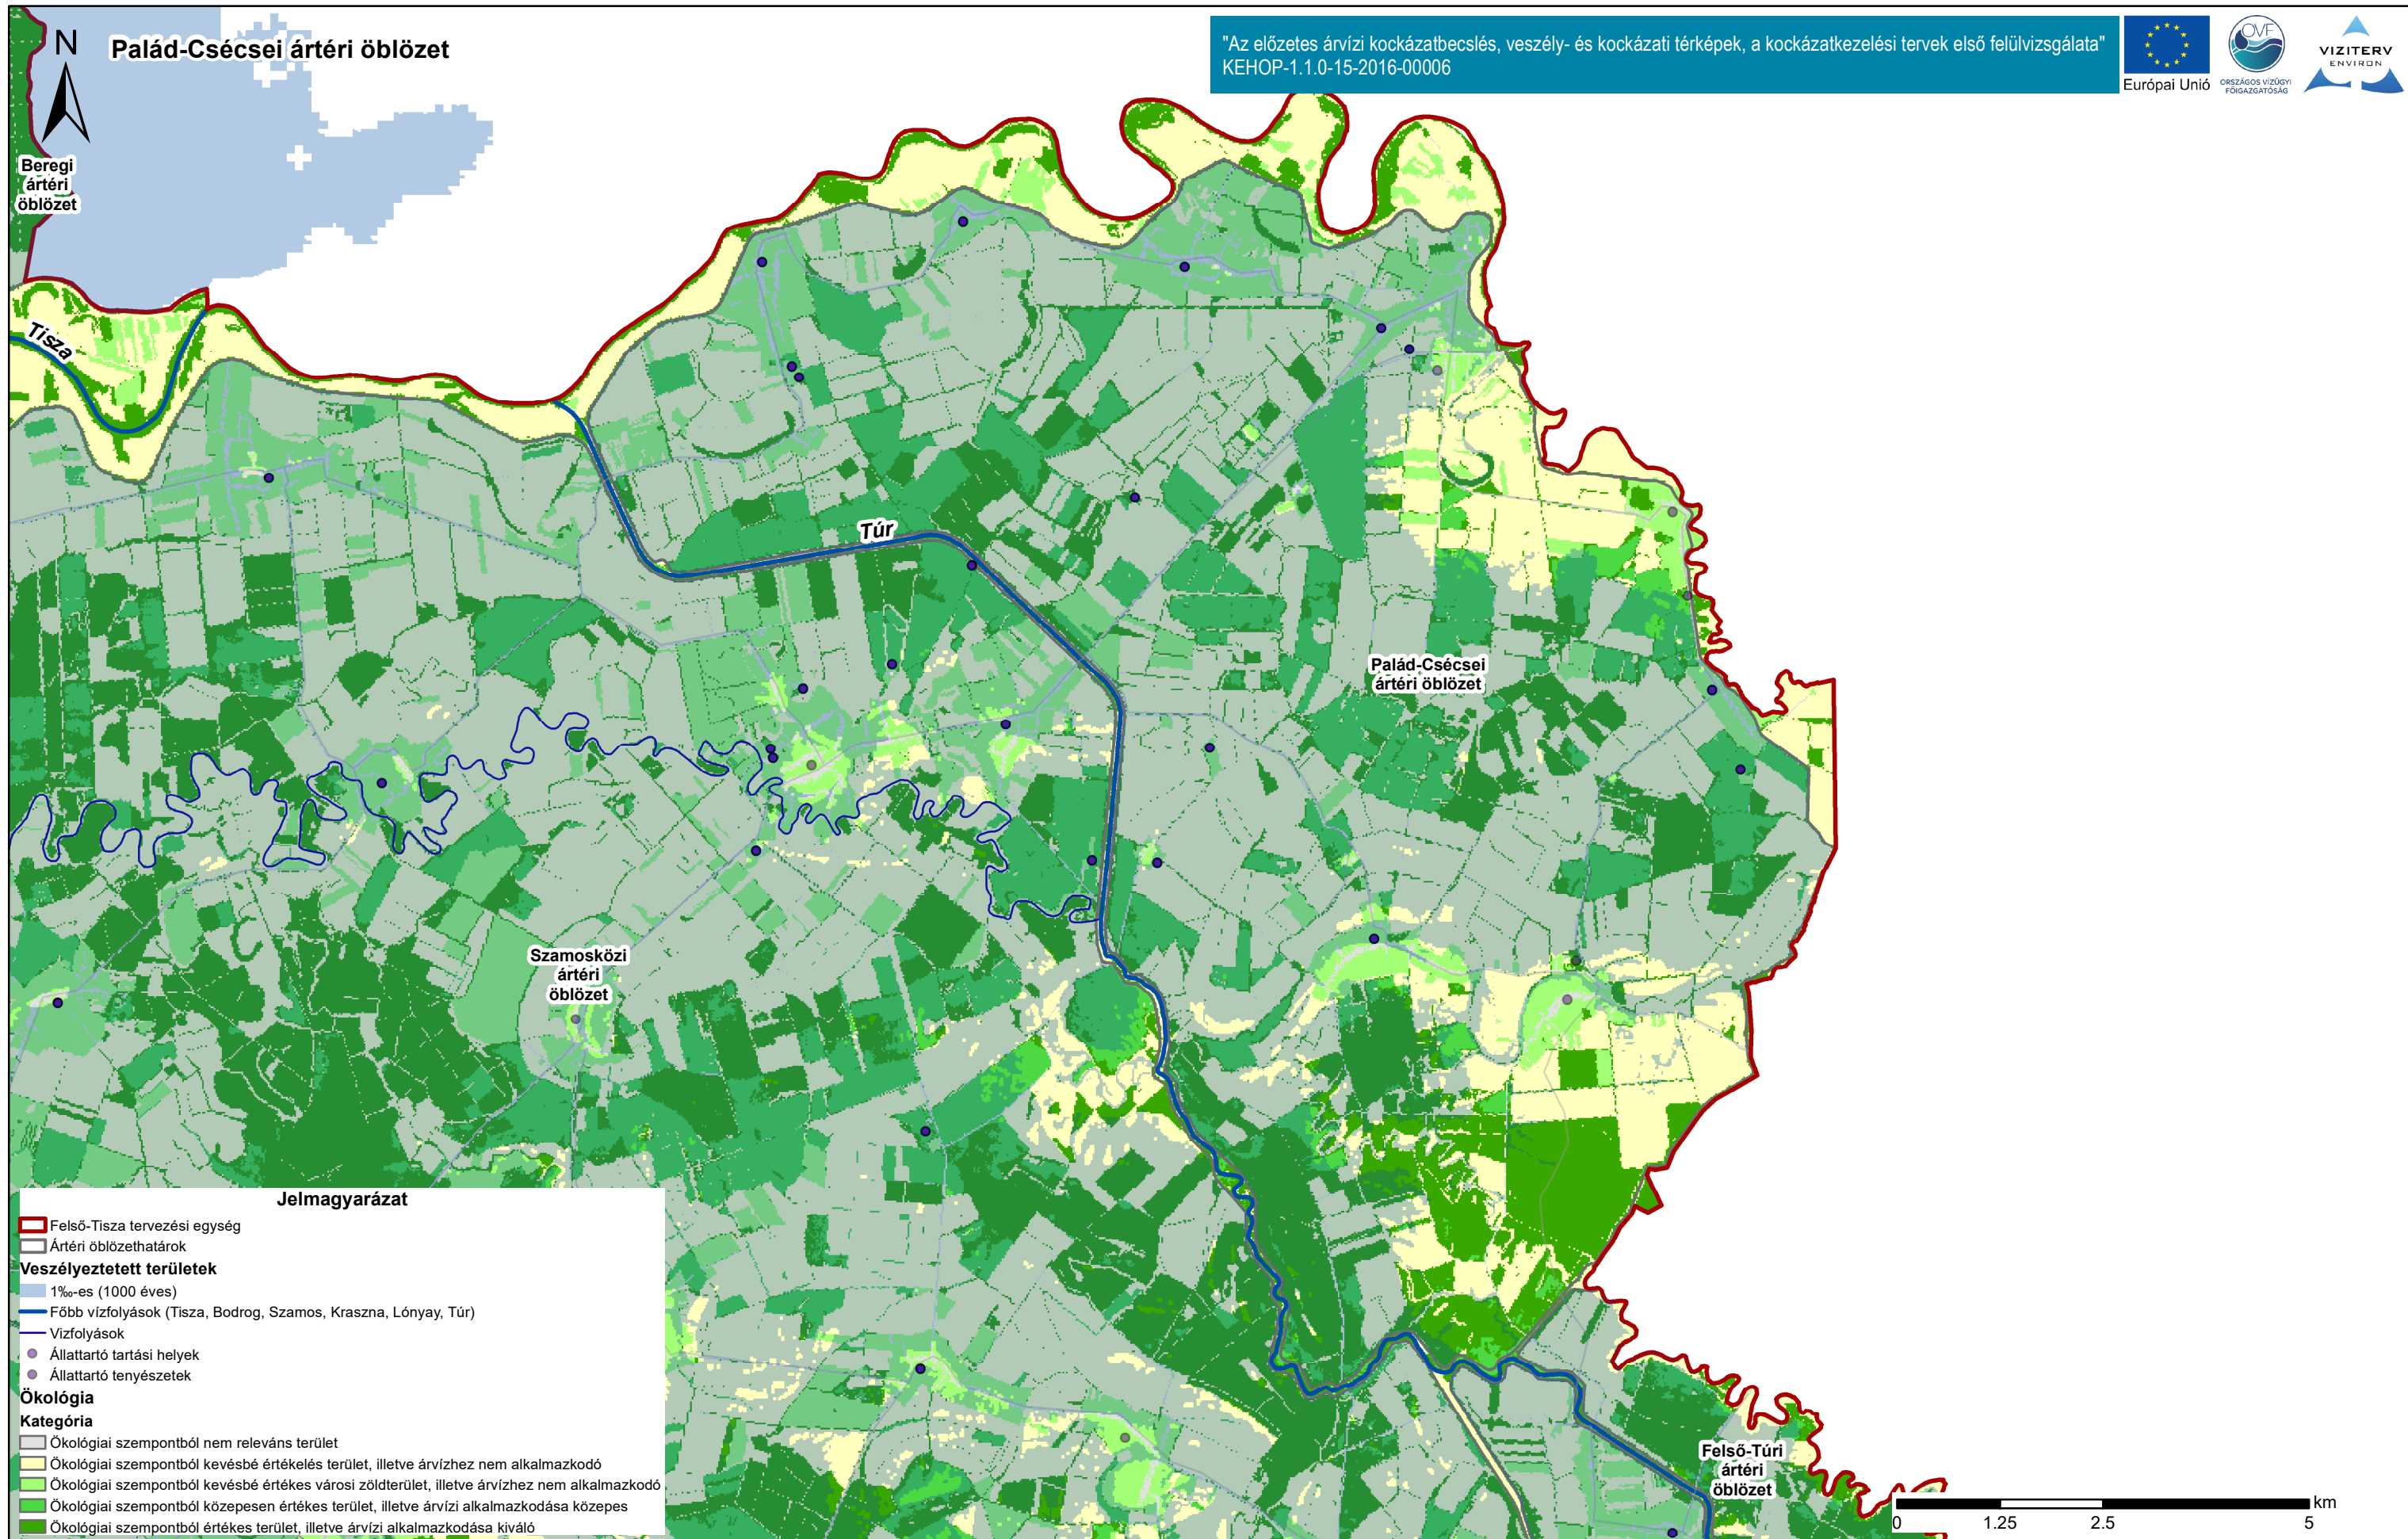 Palád-Csécsei ártéri öblözet
"Az előzetes árvízi kockázatbecslés, veszély- és kockázati térképek, a kockázatkezelési tervek első felülvizsgálata"
KEHOP-1.1.0-15-2016-00006
Európai Unió
OVF
ORSZÁGOS VÍZÜGYI
FŐIGAZGATÓSÁG
VIZITERV
ENVIRON
N
Beregi
ártéri
öblözet
Tisza
Túr
Palád-Csécsei
ártéri öblözet
Szamosközi
ártéri
öblözet
Felső-Túri
ártéri
öblözet
Jelmagyarázat
Felső-Tisza tervezési egység
Ártéri öblözethatárok
Veszélyeztetett területek
1‰-es (1000 éves)
Főbb vízfolyások (Tisza, Bodrog, Szamos, Kraszna, Lónyay, Túr)
Vizfolyások
Állattartó tartási helyek
Állattartó tenyészetek
Ökológia
Kategória
Ökológiai szempontból nem releváns terület
Ökológiai szempontból kevésbé értékelés terület, illetve árvízhez nem alkalmazkodó
Ökológiai szempontból kevésbé értékes városi zöldterület, illetve árvízhez nem alkalmazkodó
Ökológiai szempontból közepesen értékes terület, illetve árvízi alkalmazkodása közepes
Ökológiai szempontból értékes terület, illetve árvízi alkalmazkodása kiváló
km
0 1.25 2.5 5